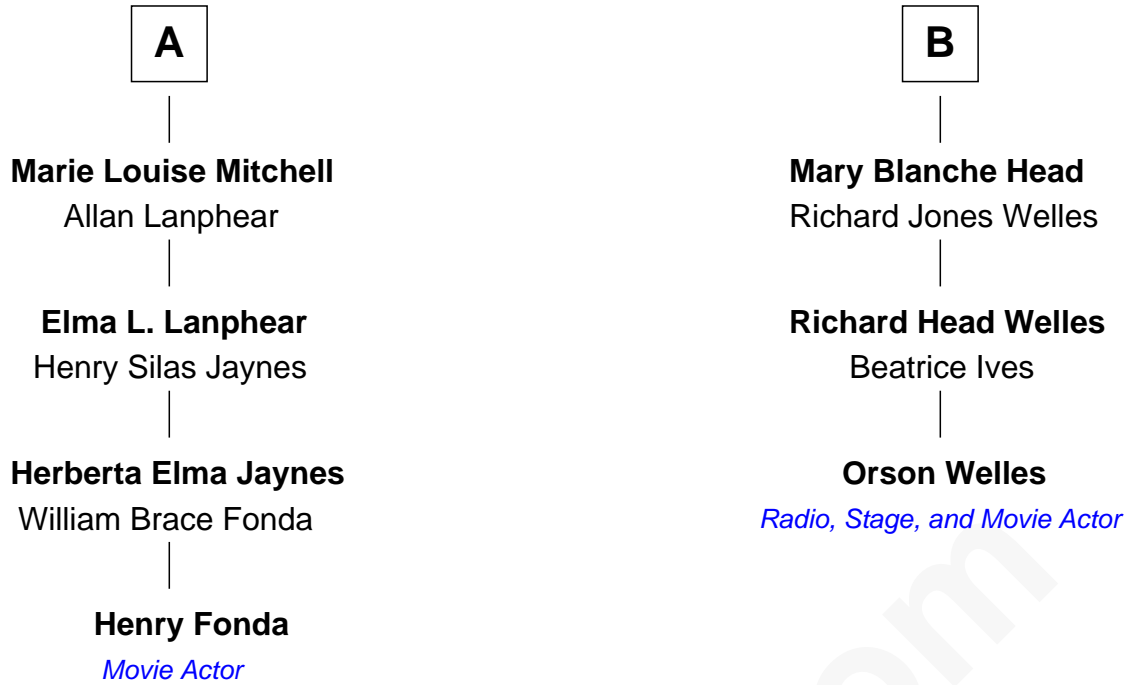 A
Marie Louise Mitchell
Allan Lanphear
Elma L. Lanphear
Henry Silas Jaynes
Herberta Elma Jaynes
William Brace Fonda
Henry Fonda
Movie Actor
B
Mary Blanche Head
Richard Jones Welles
Richard Head Welles
Beatrice Ives
Orson Welles
Radio, Stage, and Movie Actor